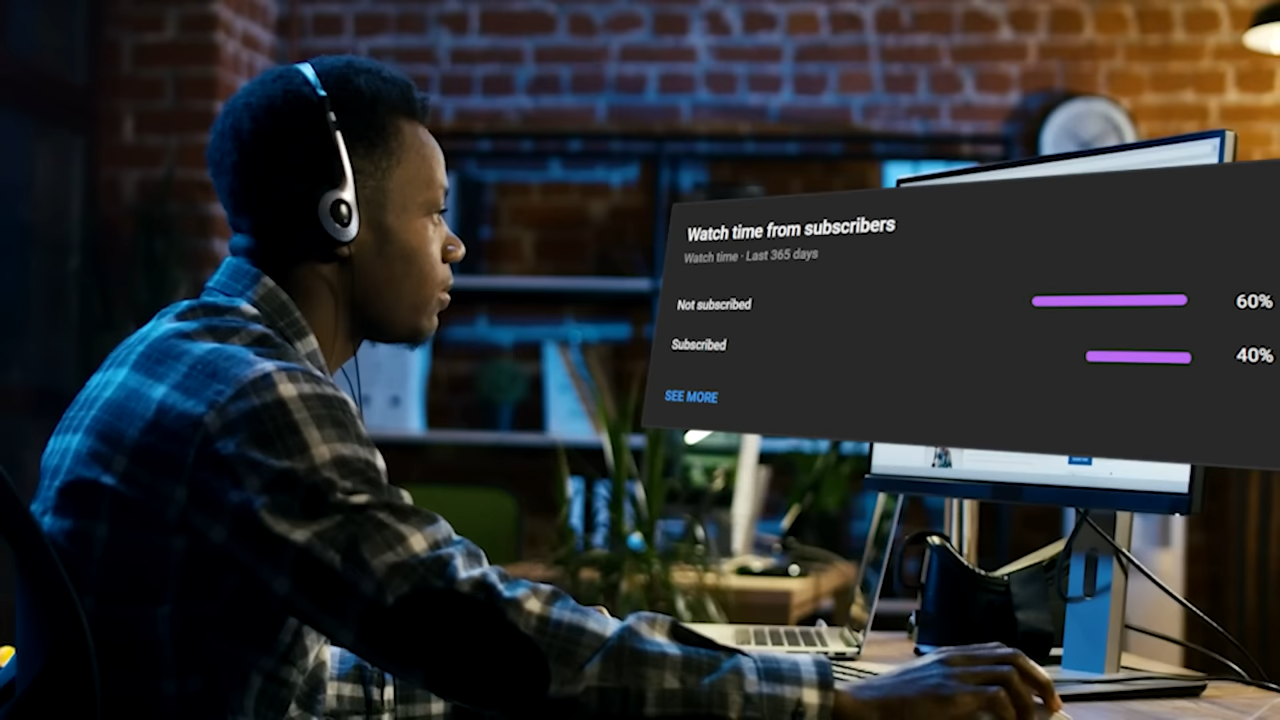 Watch time from subscribers
Watch time · Last 365 days
Not subscribed 60%
Subscribed 40%
SEE MORE